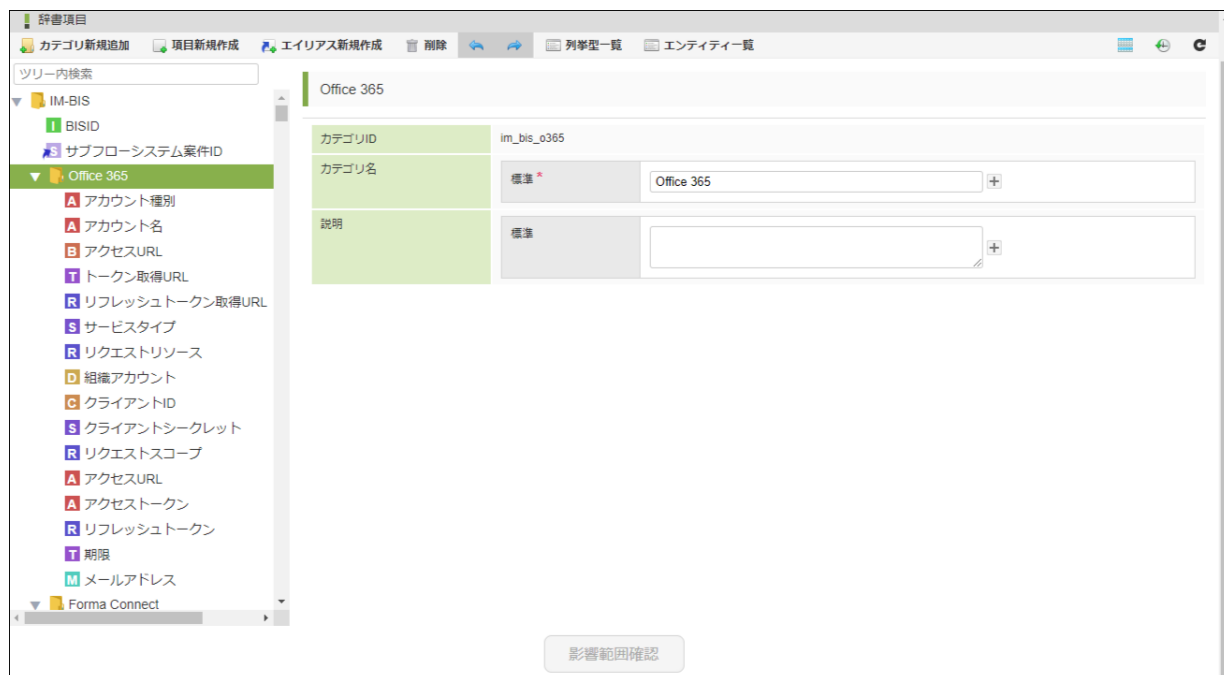 辞書項目
カテゴリ新規追加 項目新規作成 エイリアス新規作成 削除 列挙型一覧 エンティティ一覧
ツリー内検索
IM-BIS
I BISID
S サブフローシステム案件ID
Office 365
A アカウント種別
A アカウント名
B アクセスURL
T トークン取得URL
R リフレッシュトークン取得URL
S サービスタイプ
R リクエストリソース
D 組織アカウント
C クライアントID
S クライアントシークレット
R リクエストスコープ
A アクセスURL
A アクセストークン
R リフレッシュトークン
T 期限
M メールアドレス
Forma Connect
Office 365
カテゴリID im_bis_o365
カテゴリ名 標準 * Office 365
説明 標準
影響範囲確認